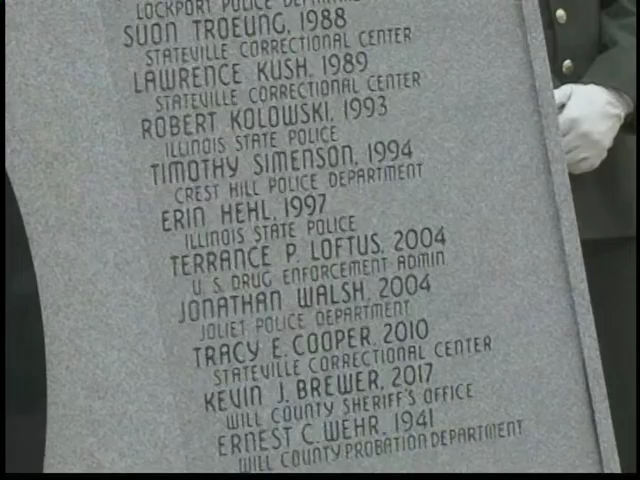 LOCKPORT POLICE DEPARTMENT
SUON TROEUNG, 1988
STATEVILLE CORRECTIONAL CENTER
LAWRENCE KUSH, 1989
STATEVILLE CORRECTIONAL CENTER
ROBERT KOLOWSKI, 1993
ILLINOIS STATE POLICE
TIMOTHY SIMENSON, 1994
CREST HILL POLICE DEPARTMENT
ERIN HEHL, 1997
ILLINOIS STATE POLICE
TERRANCE P. LOFTUS, 2004
U.S. DRUG ENFORCEMENT ADMIN.
JONATHAN WALSH, 2004
JOLIET POLICE DEPARTMENT
TRACY E. COOPER, 2010
STATEVILLE CORRECTIONAL CENTER
KEVIN J. BREWER, 2017
WILL COUNTY SHERIFF'S OFFICE
ERNEST C. WEHR, 1941
WILL COUNTY PROBATION DEPARTMENT